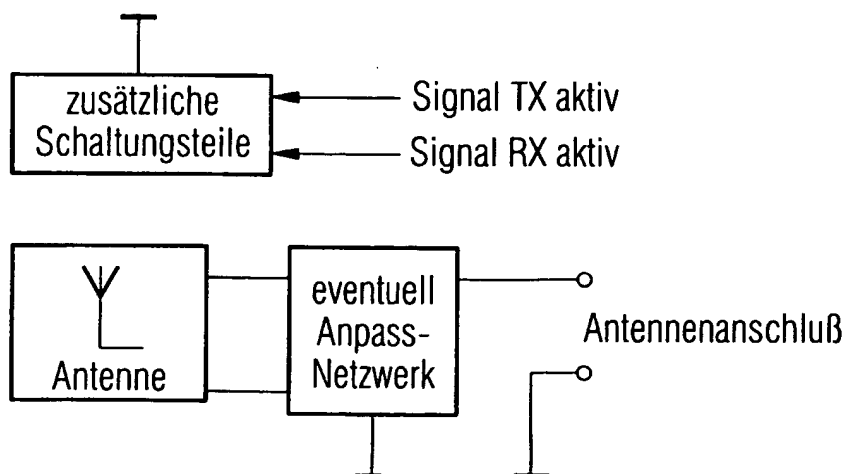 zusätzliche
Schaltungsteile
Signal TX aktiv
Signal RX aktiv
Antenne
eventuell
Anpass-
Netzwerk
Antennenanschluß